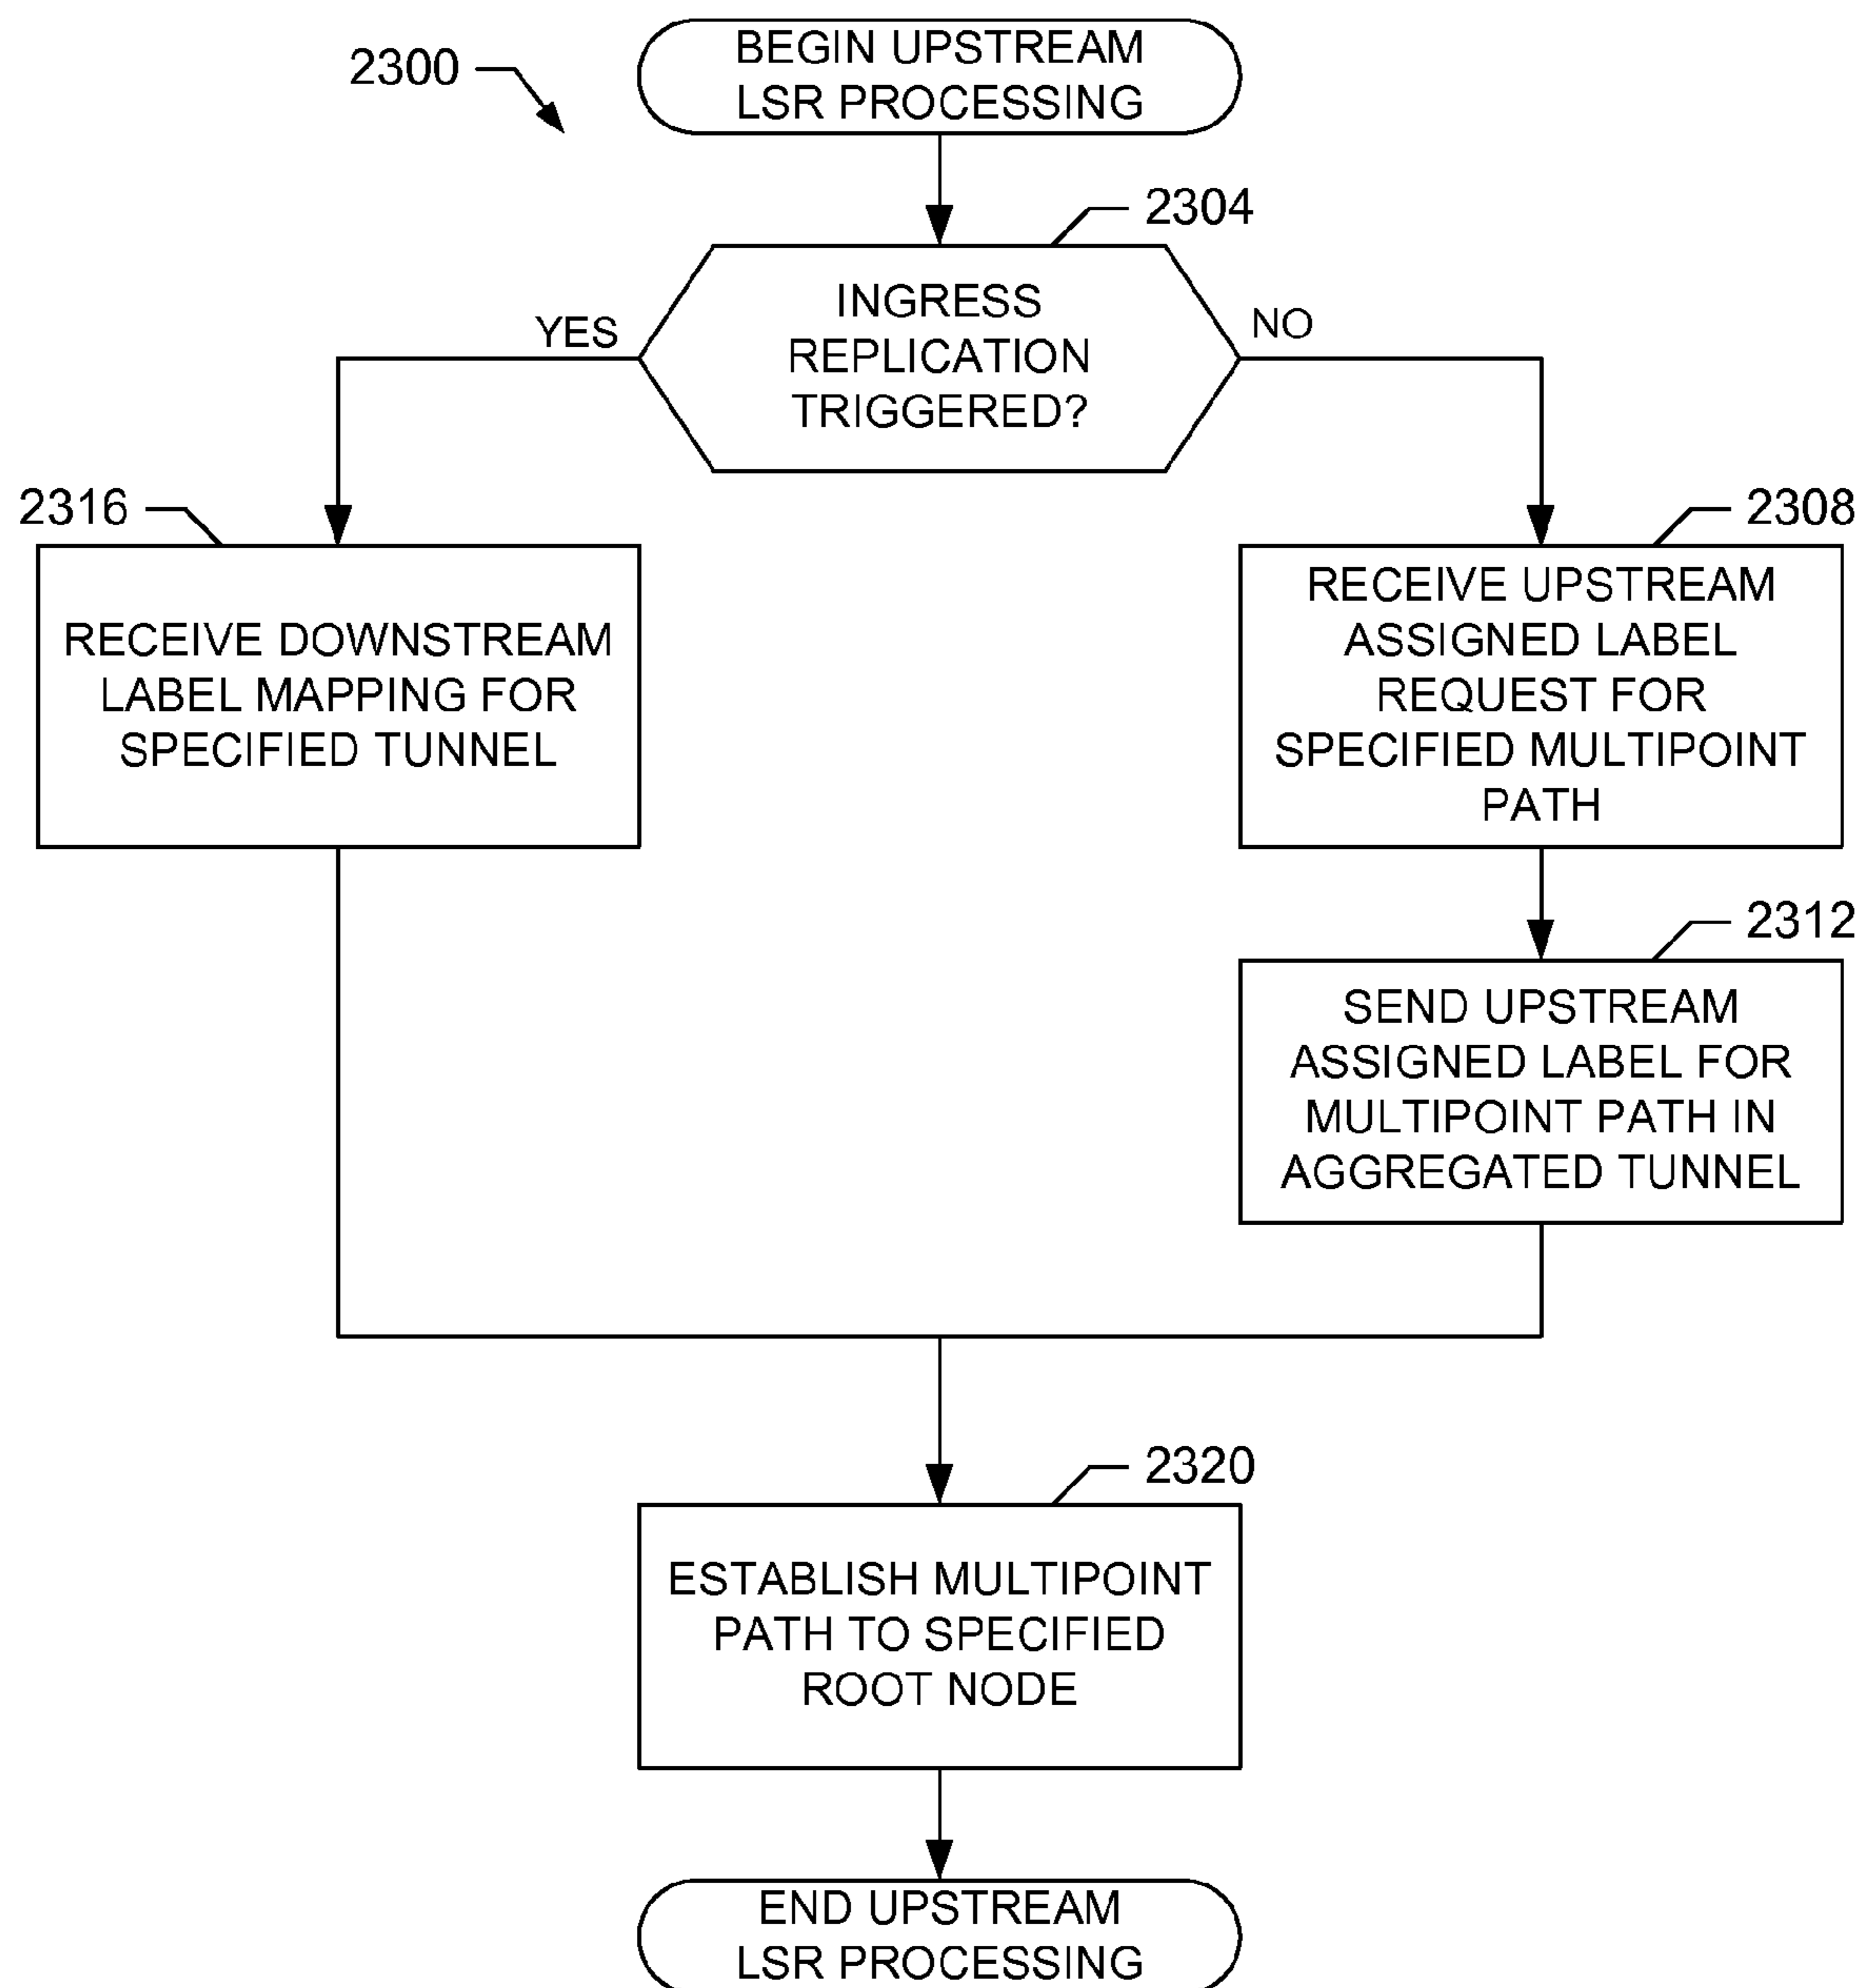 BEGIN UPSTREAM
LSR PROCESSING
2300
2304
INGRESS
REPLICATION
TRIGGERED?
YES
NO
2316
RECEIVE DOWNSTREAM
LABEL MAPPING FOR
SPECIFIED TUNNEL
2308
RECEIVE UPSTREAM
ASSIGNED LABEL
REQUEST FOR
SPECIFIED MULTIPOINT
PATH
2312
SEND UPSTREAM
ASSIGNED LABEL FOR
MULTIPOINT PATH IN
AGGREGATED TUNNEL
2320
ESTABLISH MULTIPOINT
PATH TO SPECIFIED
ROOT NODE
END UPSTREAM
LSR PROCESSING